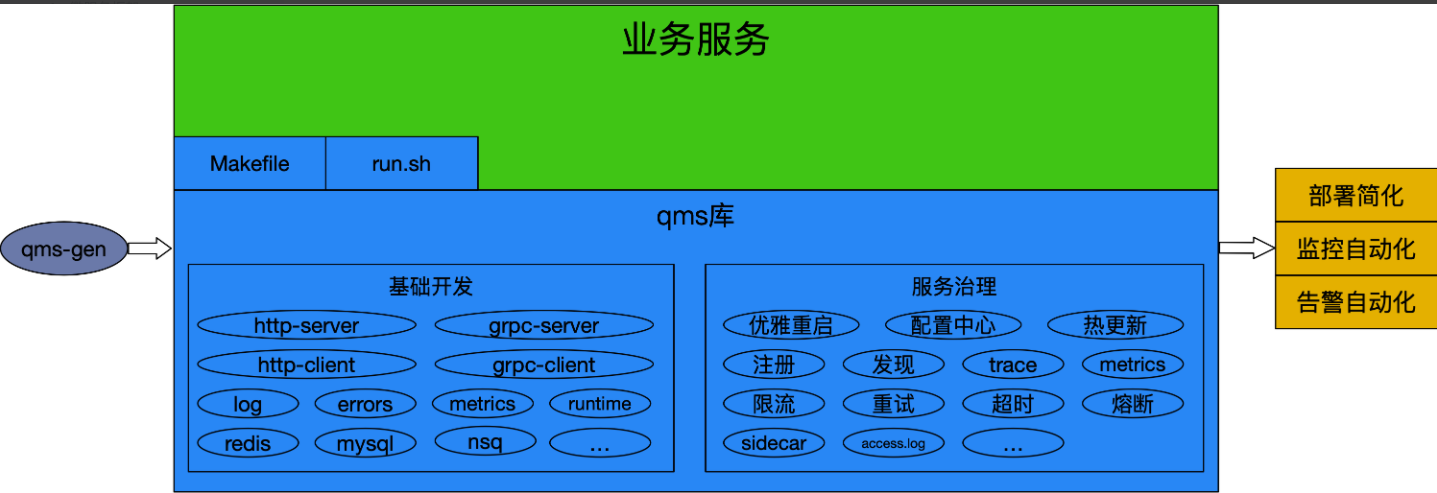 业务服务
Makefile
run.sh
qms-gen
qms库
基础开发
http-server
grpc-server
http-client
grpc-client
log
errors
metrics
runtime
redis
mysql
nsq
...
服务治理
优雅重启
配置中心
热更新
注册
发现
trace
metrics
限流
重试
超时
熔断
sidecar
access.log
...
部署简化
监控自动化
告警自动化